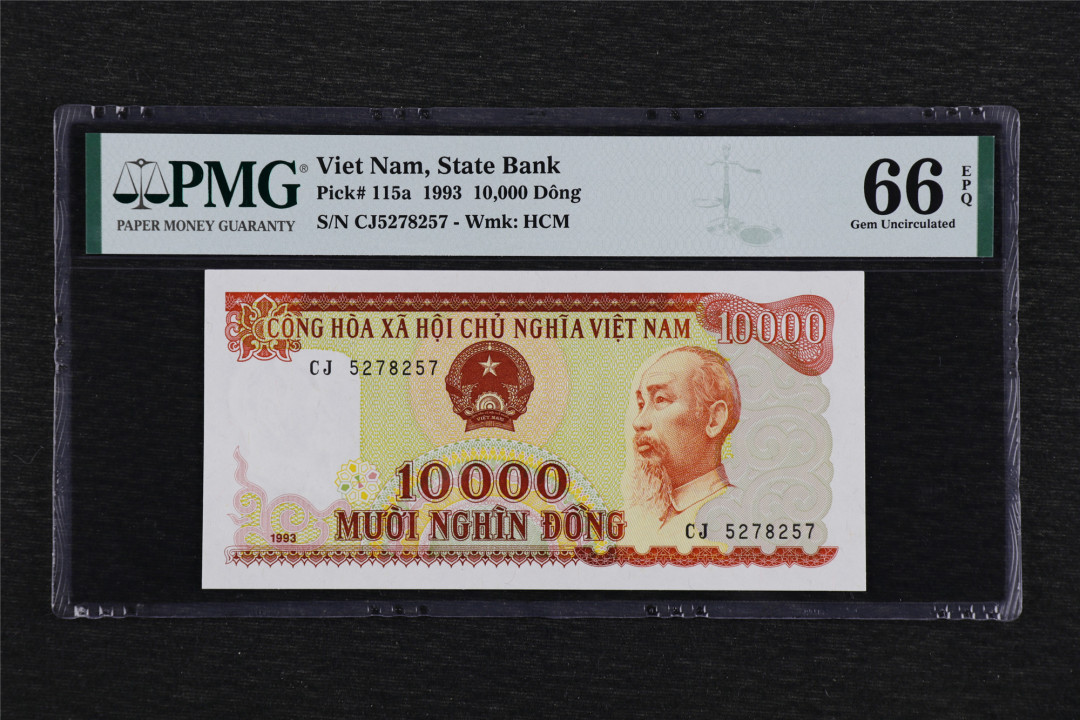 PMG®
PAPER MONEY GUARANTY
Viet Nam, State Bank
Pick# 115a 1993 10,000 Dông
S/N CJ5278257 - Wmk: HCM
66
EPQ
Gem Uncirculated
CỘNG HÒA XÃ HỘI CHỦ NGHĨA VIỆT NAM
10000
CJ 5278257
VIỆT NAM
10000
MƯỜI NGHÌN ĐỒNG
1993
CJ 5278257